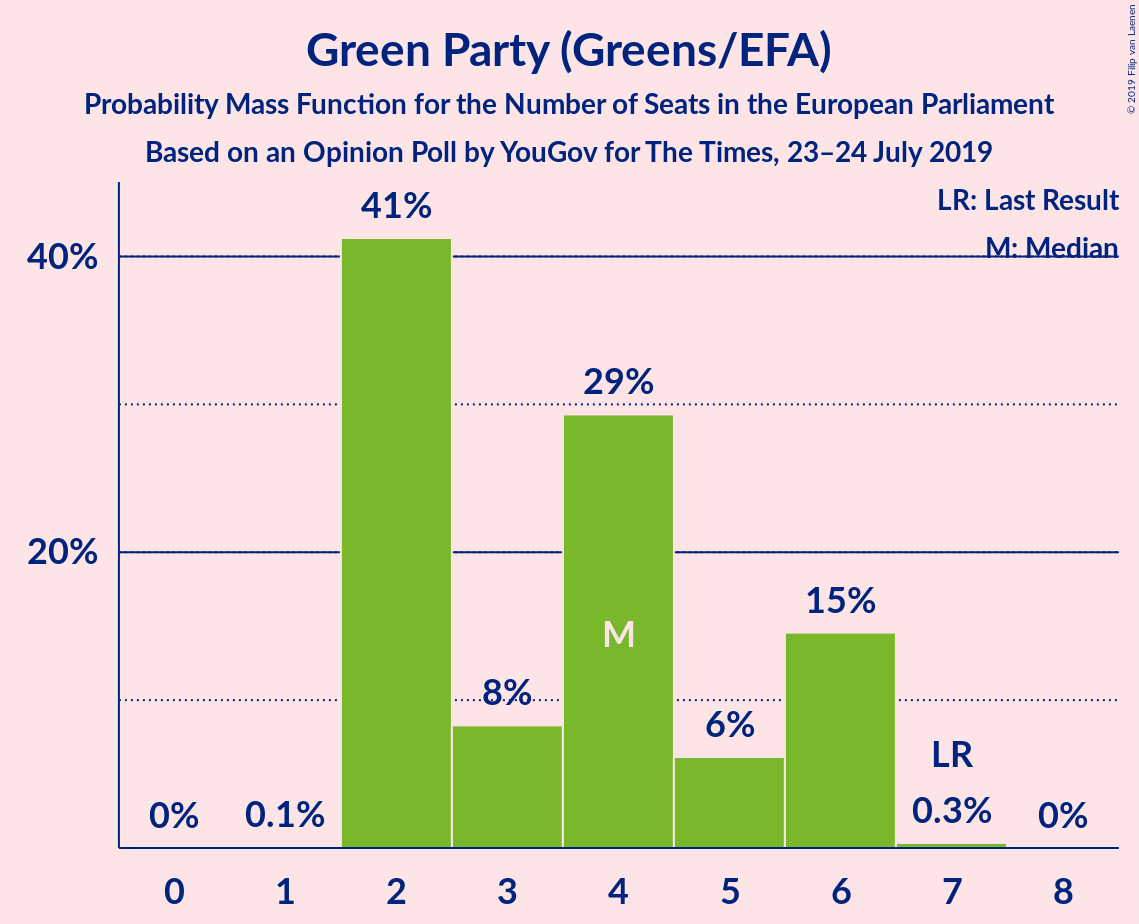 Green Party (Greens/EFA)
Probability Mass Function for the Number of Seats in the European Parliament
Based on an Opinion Poll by YouGov for The Times, 23–24 July 2019
© 2019 Filip van Laenen
LR: Last Result
M: Median
40%
20%
0%
0.1%
41%
8%
29%
M
6%
15%
LR
0.3%
0%
0 1 2 3 4 5 6 7 8